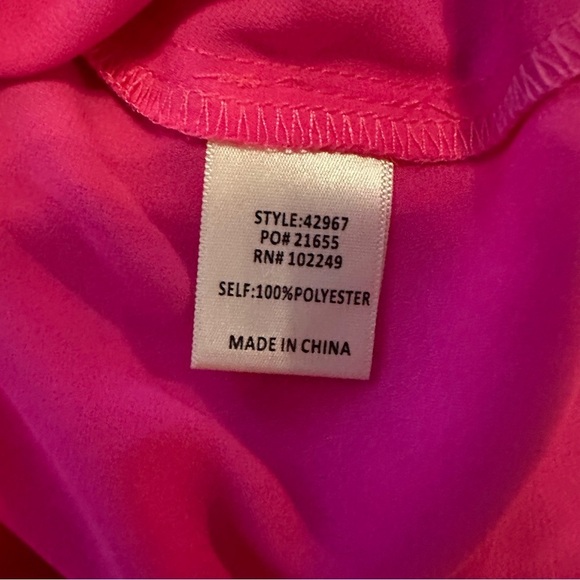 STYLE:42967
PO# 21655
RN# 102249
SELF:100%POLYESTER
MADE IN CHINA